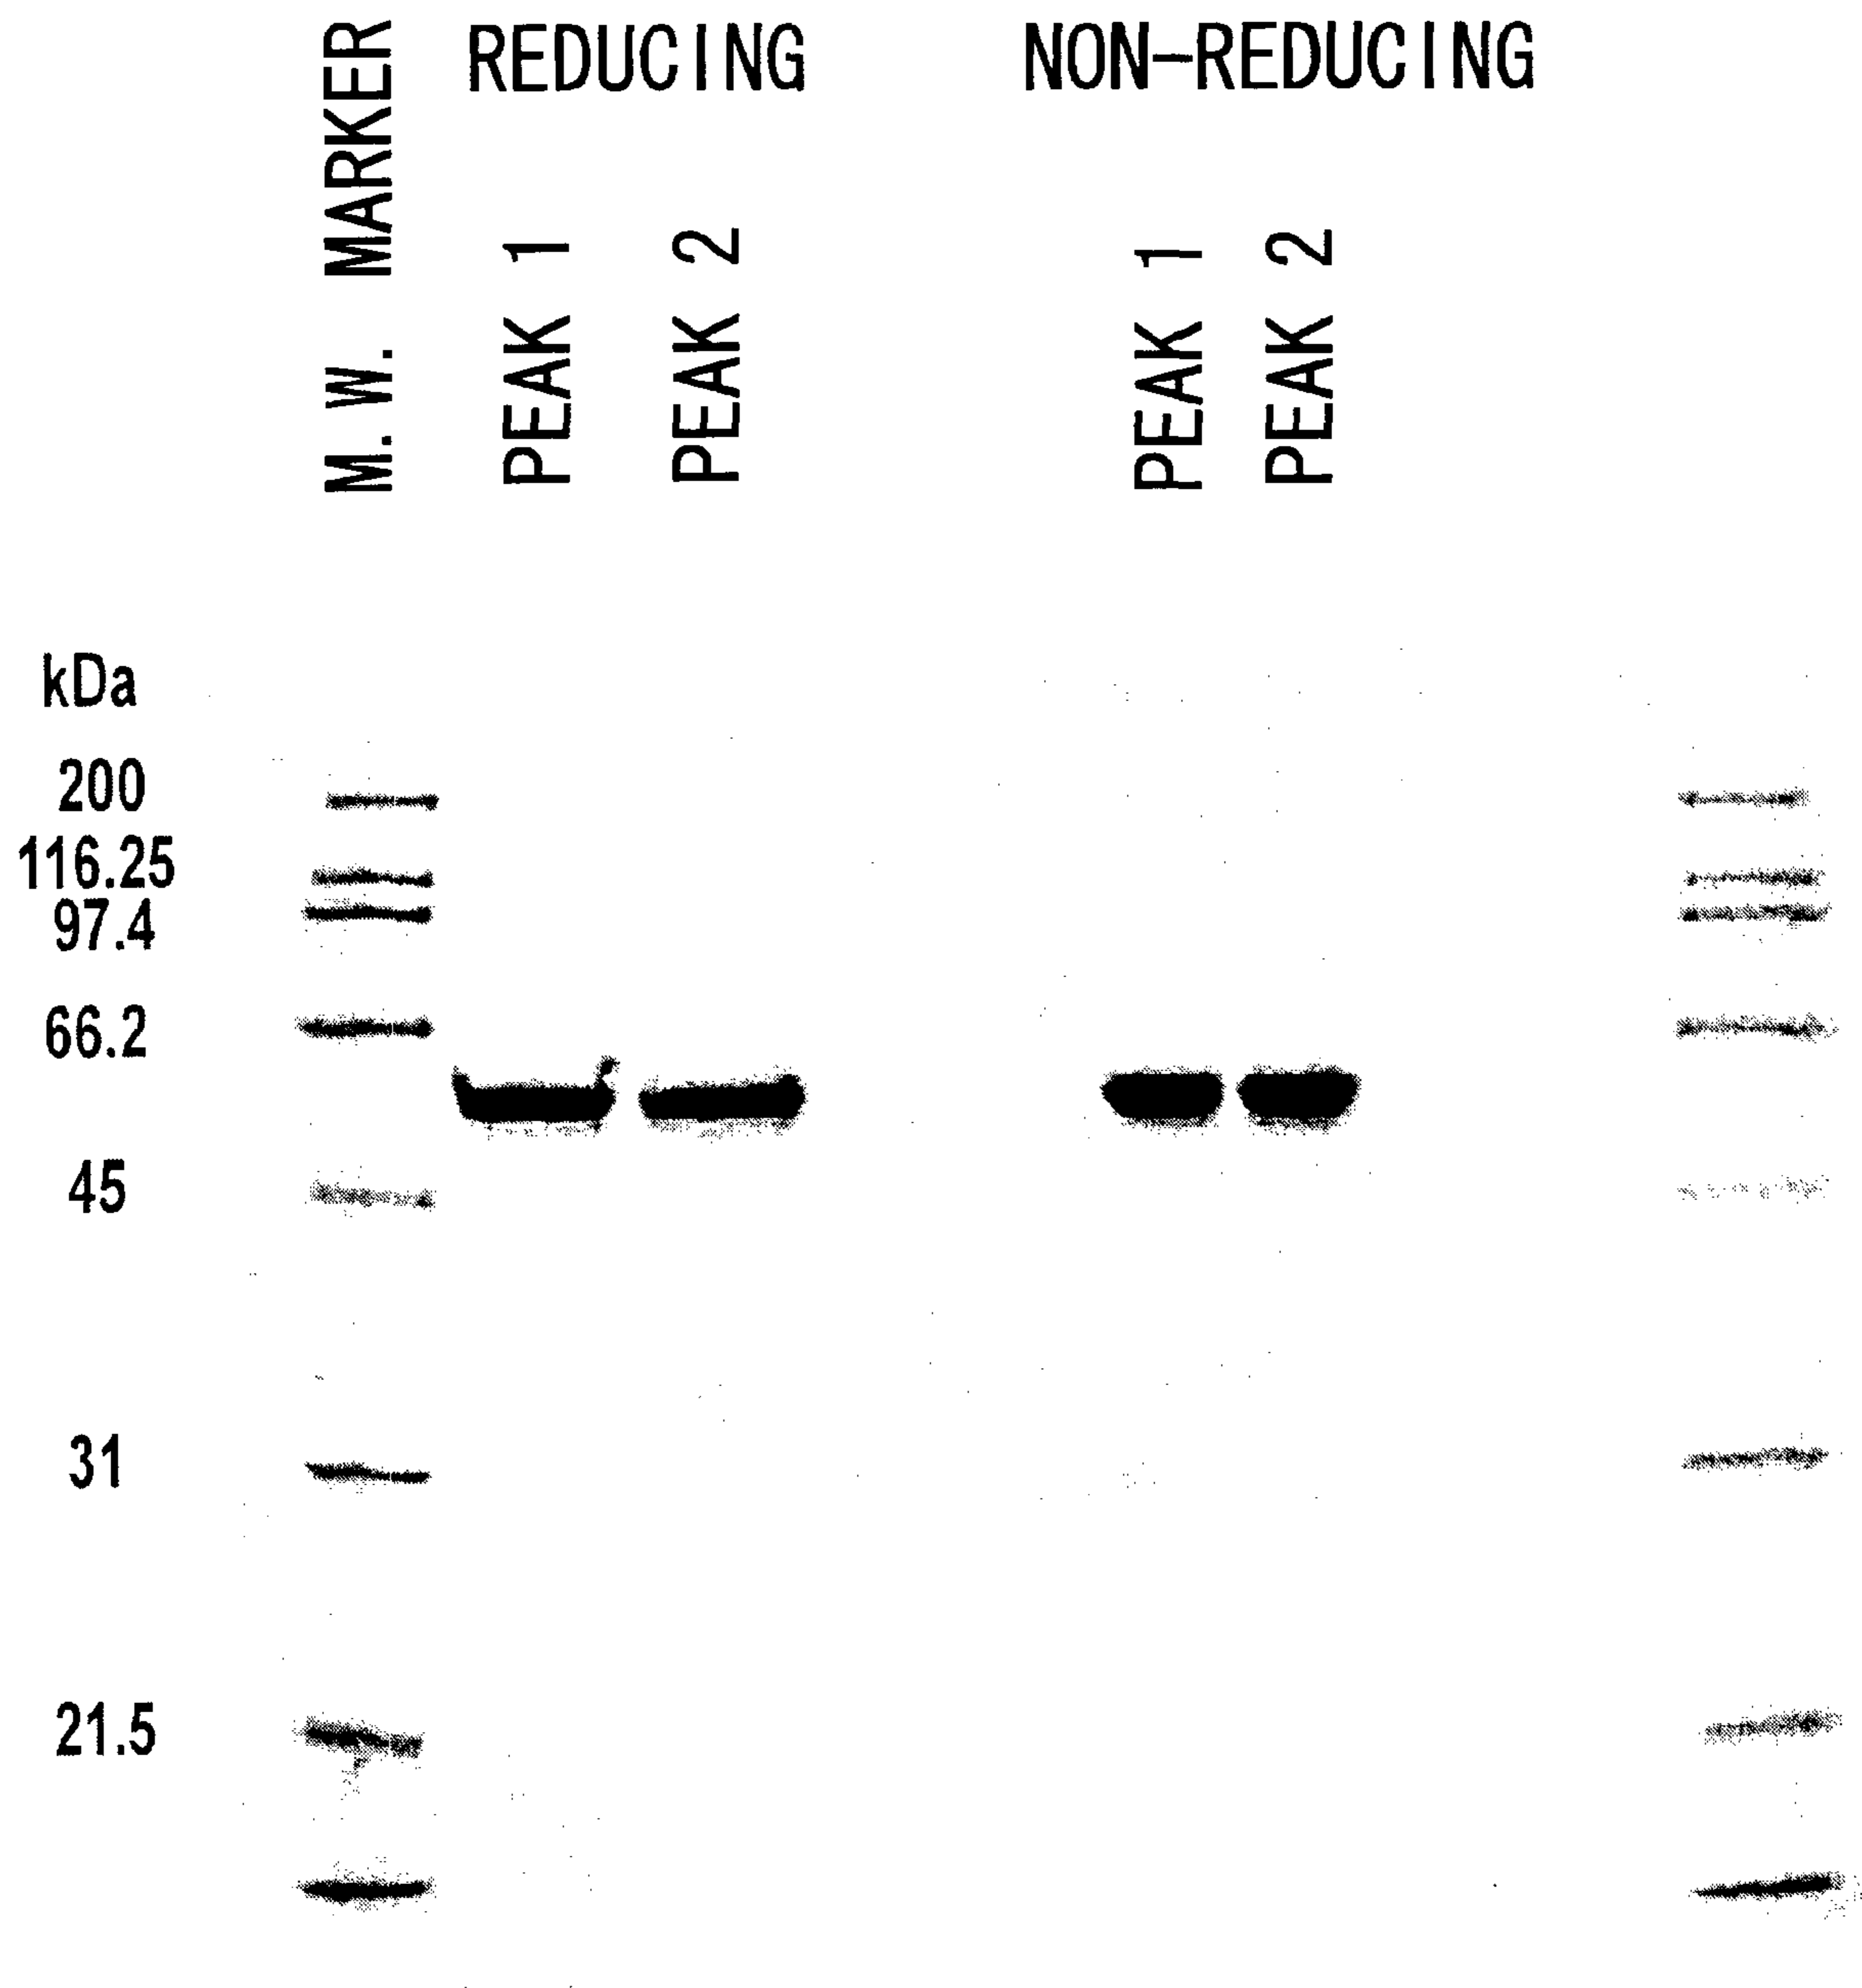 REDUCING
NON-REDUCING
M.W. MARKER
PEAK 1
PEAK 2
PEAK 1
PEAK 2
kDa
200
116.25
97.4
66.2
45
31
21.5